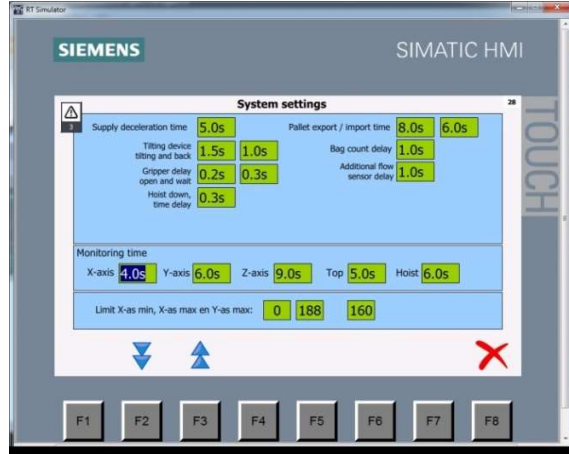 RT Simulator
SIEMENS
SIMATIC HMI
TOUCH
System settings
28
3
Supply deceleration time 5.0s
Pallet export / import time 8.0s 6.0s
Tilting device
tilting and back 1.5s 1.0s
Bag count delay 1.0s
Gripper delay
open and wait 0.2s 0.3s
Additional flow
sensor delay 1.0s
Hoist down,
time delay 0.3s
Monitoring time
X-axis 4.0s Y-axis 6.0s Z-axis 9.0s Top 5.0s Hoist 6.0s
Limit X-as min, X-as max en Y-as max: 0 188 160
F1 F2 F3 F4 F5 F6 F7 F8